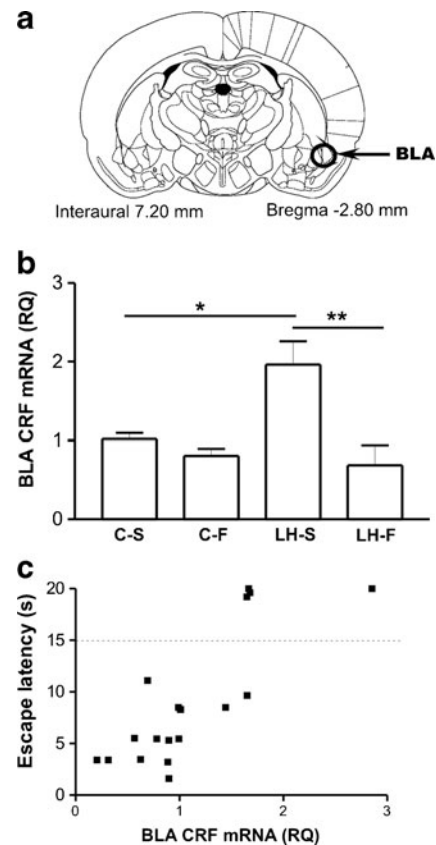 a
BLA
Interaural 7.20 mm Bregma -2.80 mm
b
BLA CRF mRNA (RQ)
3
2
1
0
*
**
C-S C-F LH-S LH-F
c
Escape latency (s)
20
15
10
5
0
0 1 2 3
BLA CRF mRNA (RQ)